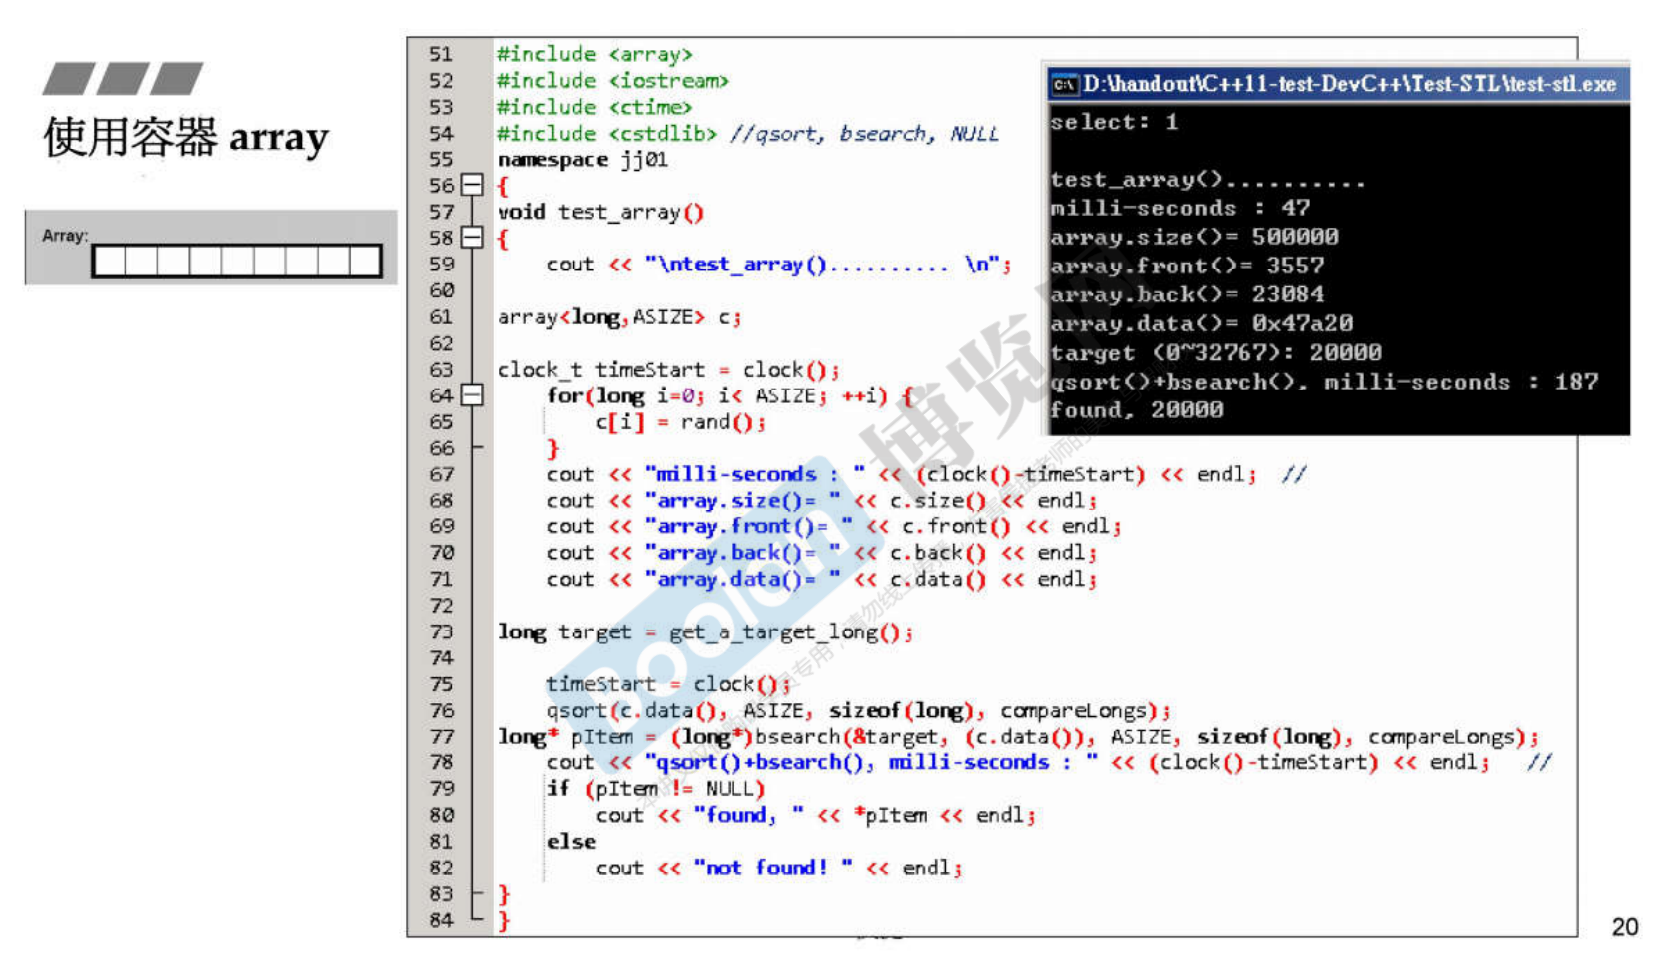 使用容器 array
Array:
51 #include <array>
52 #include <iostream>
53 #include <ctime>
54 #include <cstdlib> //qsort, bsearch, NULL
55 namespace jj01
56 {
57 void test_array()
58 {
59 cout << "\ntest_array().......... \n";
60
61 array<long,ASIZE> c;
62
63 clock_t timeStart = clock();
64 for(long i=0; i< ASIZE; ++i) {
65 c[i] = rand();
66 }
67 cout << "milli-seconds : " << (clock()-timeStart) << endl; //
68 cout << "array.size()= " << c.size() << endl;
69 cout << "array.front()= " << c.front() << endl;
70 cout << "array.back()= " << c.back() << endl;
71 cout << "array.data()= " << c.data() << endl;
72
73 long target = get_a_target_long();
74
75 timeStart = clock();
76 qsort(c.data(), ASIZE, sizeof(long), compareLongs);
77 long* pItem = (long*)bsearch(&target, (c.data()), ASIZE, sizeof(long), compareLongs);
78 cout << "qsort()+bsearch(), milli-seconds : " << (clock()-timeStart) << endl; //
79 if (pItem != NULL)
80 cout << "found, " << *pItem << endl;
81 else
82 cout << "not found! " << endl;
83 }
84 }
D:\handout\C++11-test-DevC++\Test-STL\test-stl.exe
select: 1
test_array()..........
milli-seconds : 47
array.size()= 500000
array.front()= 3557
array.back()= 23084
array.data()= 0x47a20
target (0~32767): 20000
qsort()+bsearch(), milli-seconds : 187
found, 20000
Boolan 博览网
20